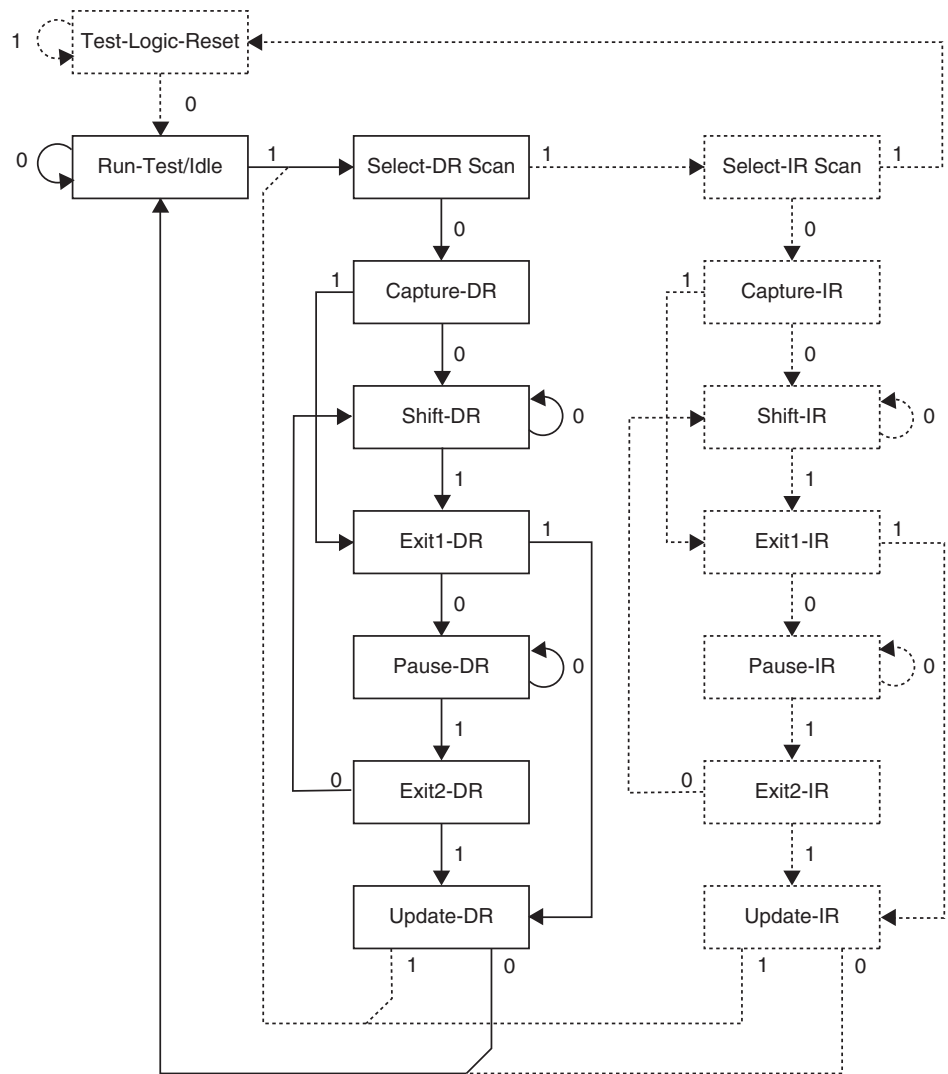 1
Test-Logic-Reset
0
0
Run-Test/Idle
1
Select-DR Scan
1
Select-IR Scan
1
0
0
1
Capture-DR
1
Capture-IR
0
0
Shift-DR
0
Shift-IR
0
1
1
Exit1-DR
1
Exit1-IR
1
0
0
Pause-DR
0
Pause-IR
0
1
1
0
Exit2-DR
0
Exit2-IR
1
1
Update-DR
Update-IR
1
0
1
0